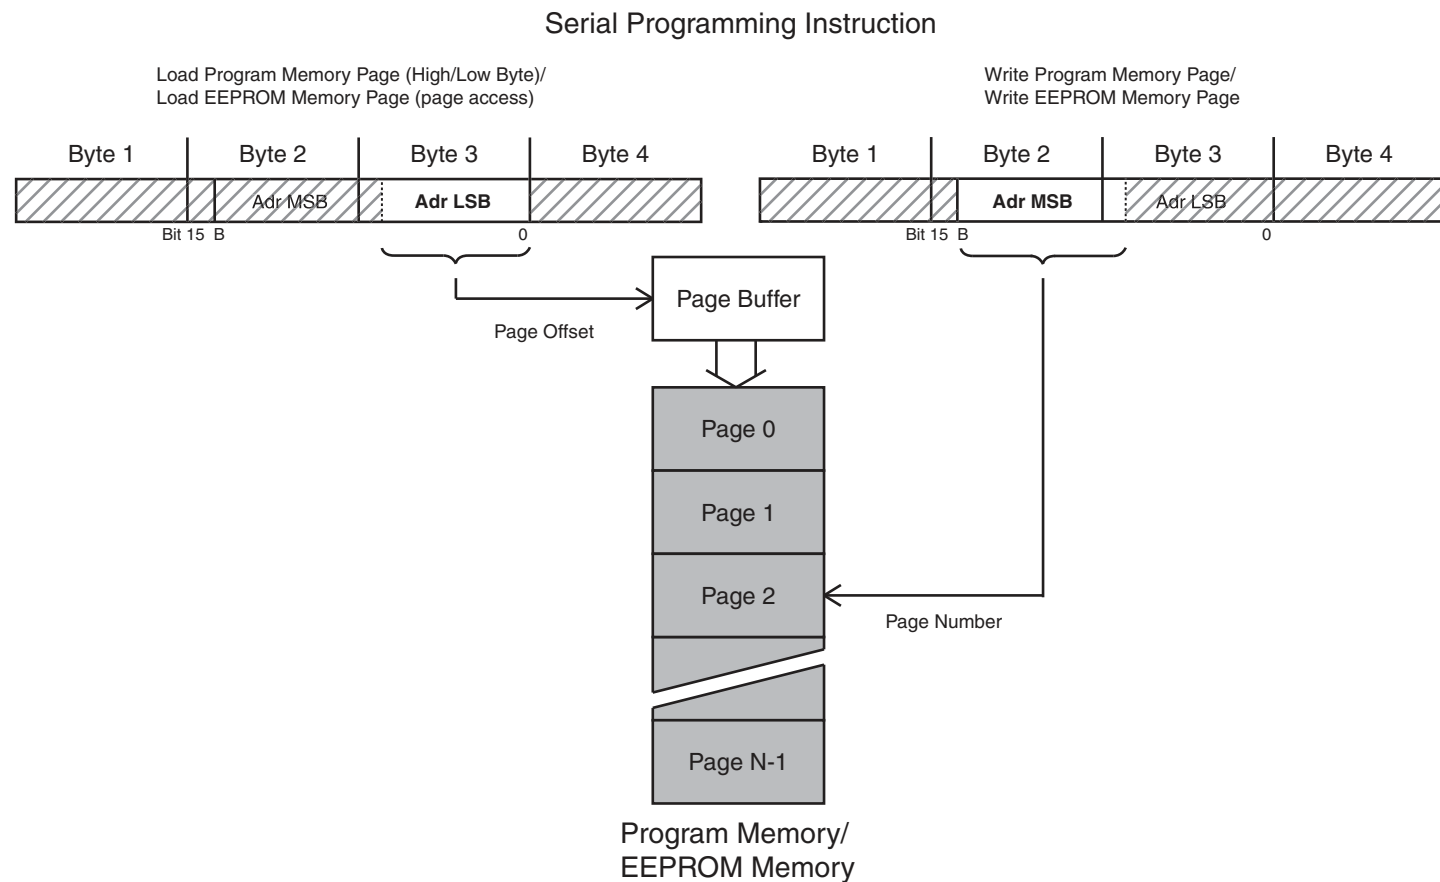 Serial Programming Instruction
Load Program Memory Page (High/Low Byte)/
Load EEPROM Memory Page (page access)
Write Program Memory Page/
Write EEPROM Memory Page
Byte 1 Byte 2 Byte 3 Byte 4
Adr MSB Adr LSB
Bit 15 B 0
Byte 1 Byte 2 Byte 3 Byte 4
Adr MSB Adr LSB
Bit 15 B 0
Page Buffer
Page Offset
Page 0
Page 1
Page 2
Page Number
Page N-1
Program Memory/
EEPROM Memory